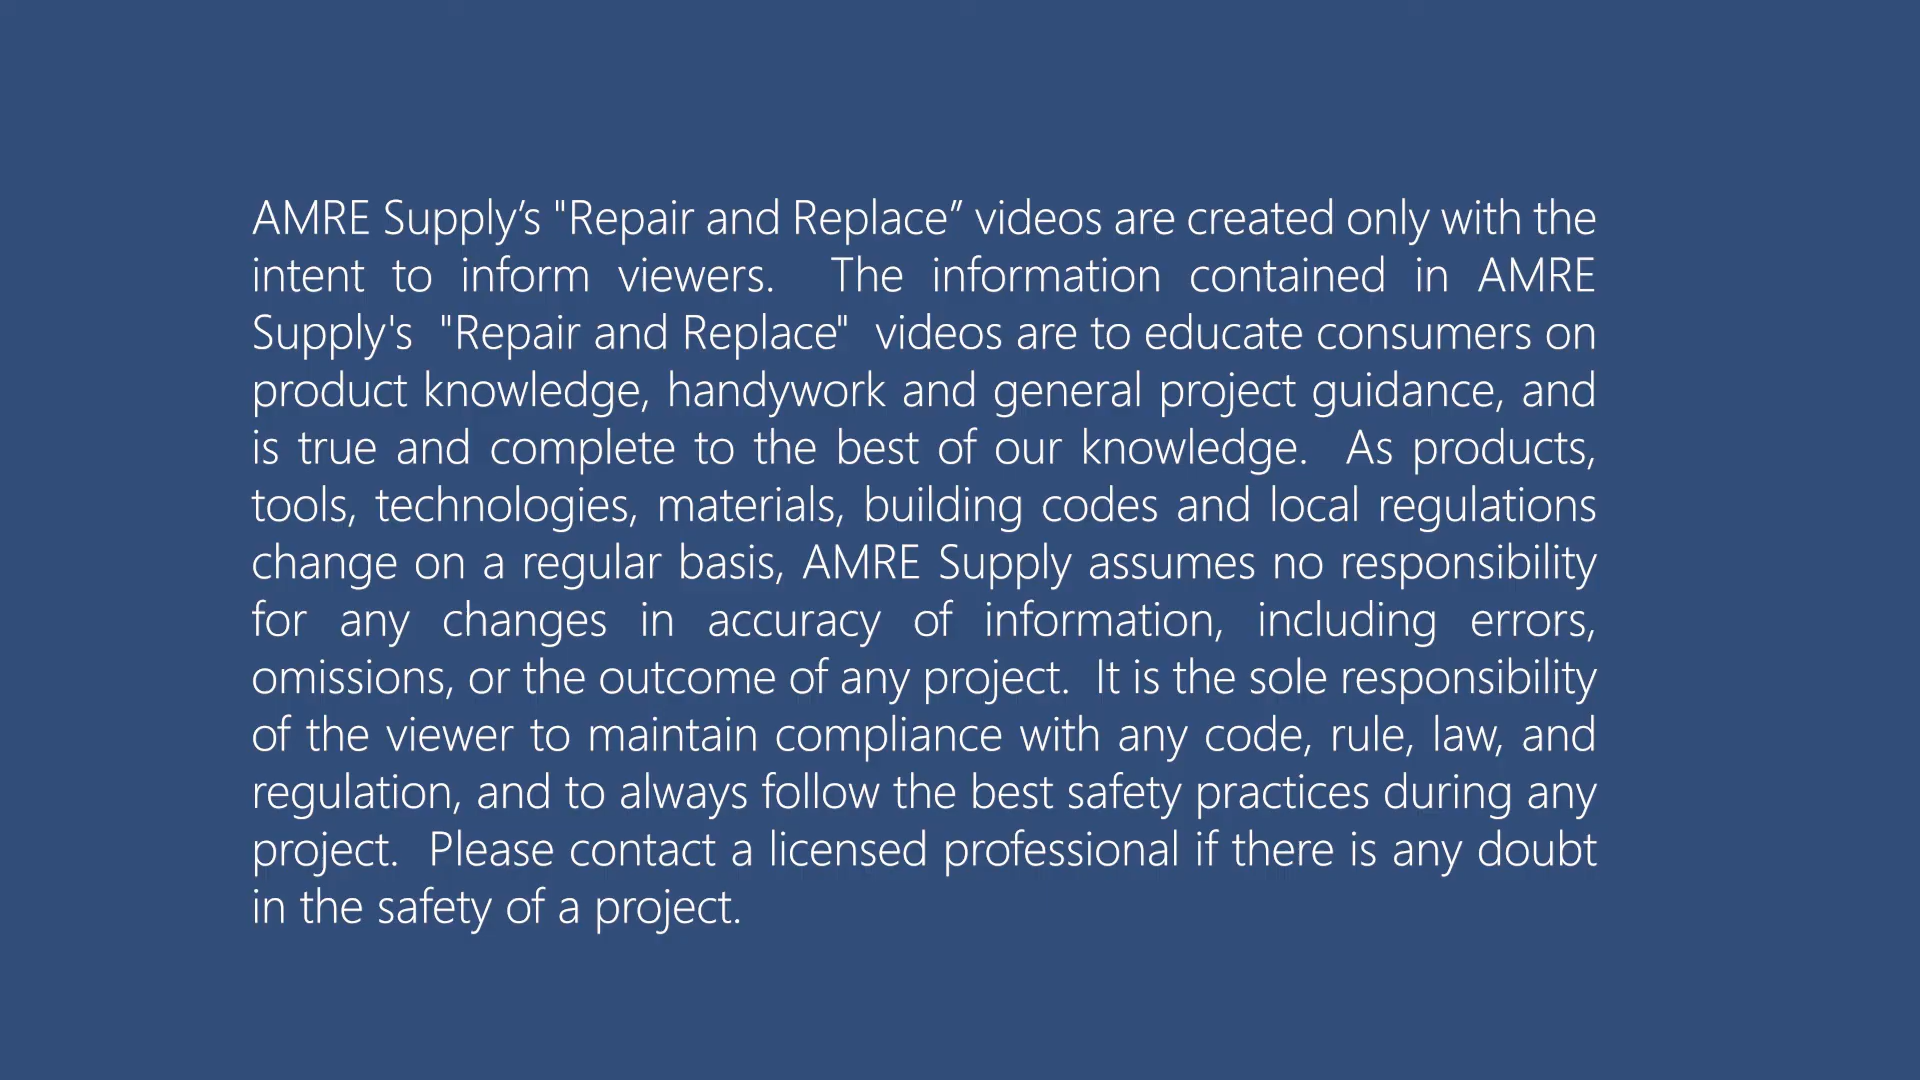 AMRE Supply’s "Repair and Replace” videos are created only with the
intent to inform viewers.  The information contained in AMRE
Supply's  "Repair and Replace"  videos are to educate consumers on
product knowledge, handywork and general project guidance, and
is true and complete to the best of our knowledge.  As products,
tools, technologies, materials, building codes and local regulations
change on a regular basis, AMRE Supply assumes no responsibility
for any changes in accuracy of information, including errors,
omissions, or the outcome of any project.  It is the sole responsibility
of the viewer to maintain compliance with any code, rule, law, and
regulation, and to always follow the best safety practices during any
project.  Please contact a licensed professional if there is any doubt
in the safety of a project.